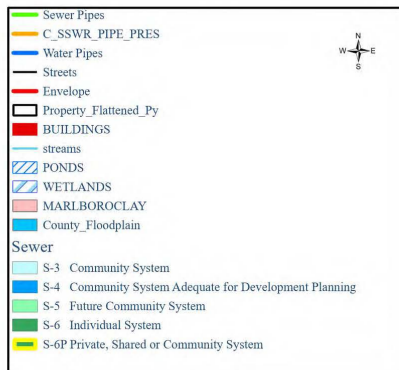 Sewer Pipes
C_SSWR_PIPE_PRES
Water Pipes
Streets
Envelope
Property_Flattened_Py
BUILDINGS
streams
PONDS
WETLANDS
MARLBOROCLAY
County_Floodplain
N
W E
S
Sewer
S-3 Community System
S-4 Community System Adequate for Development Planning
S-5 Future Community System
S-6 Individual System
S-6P Private, Shared or Community System